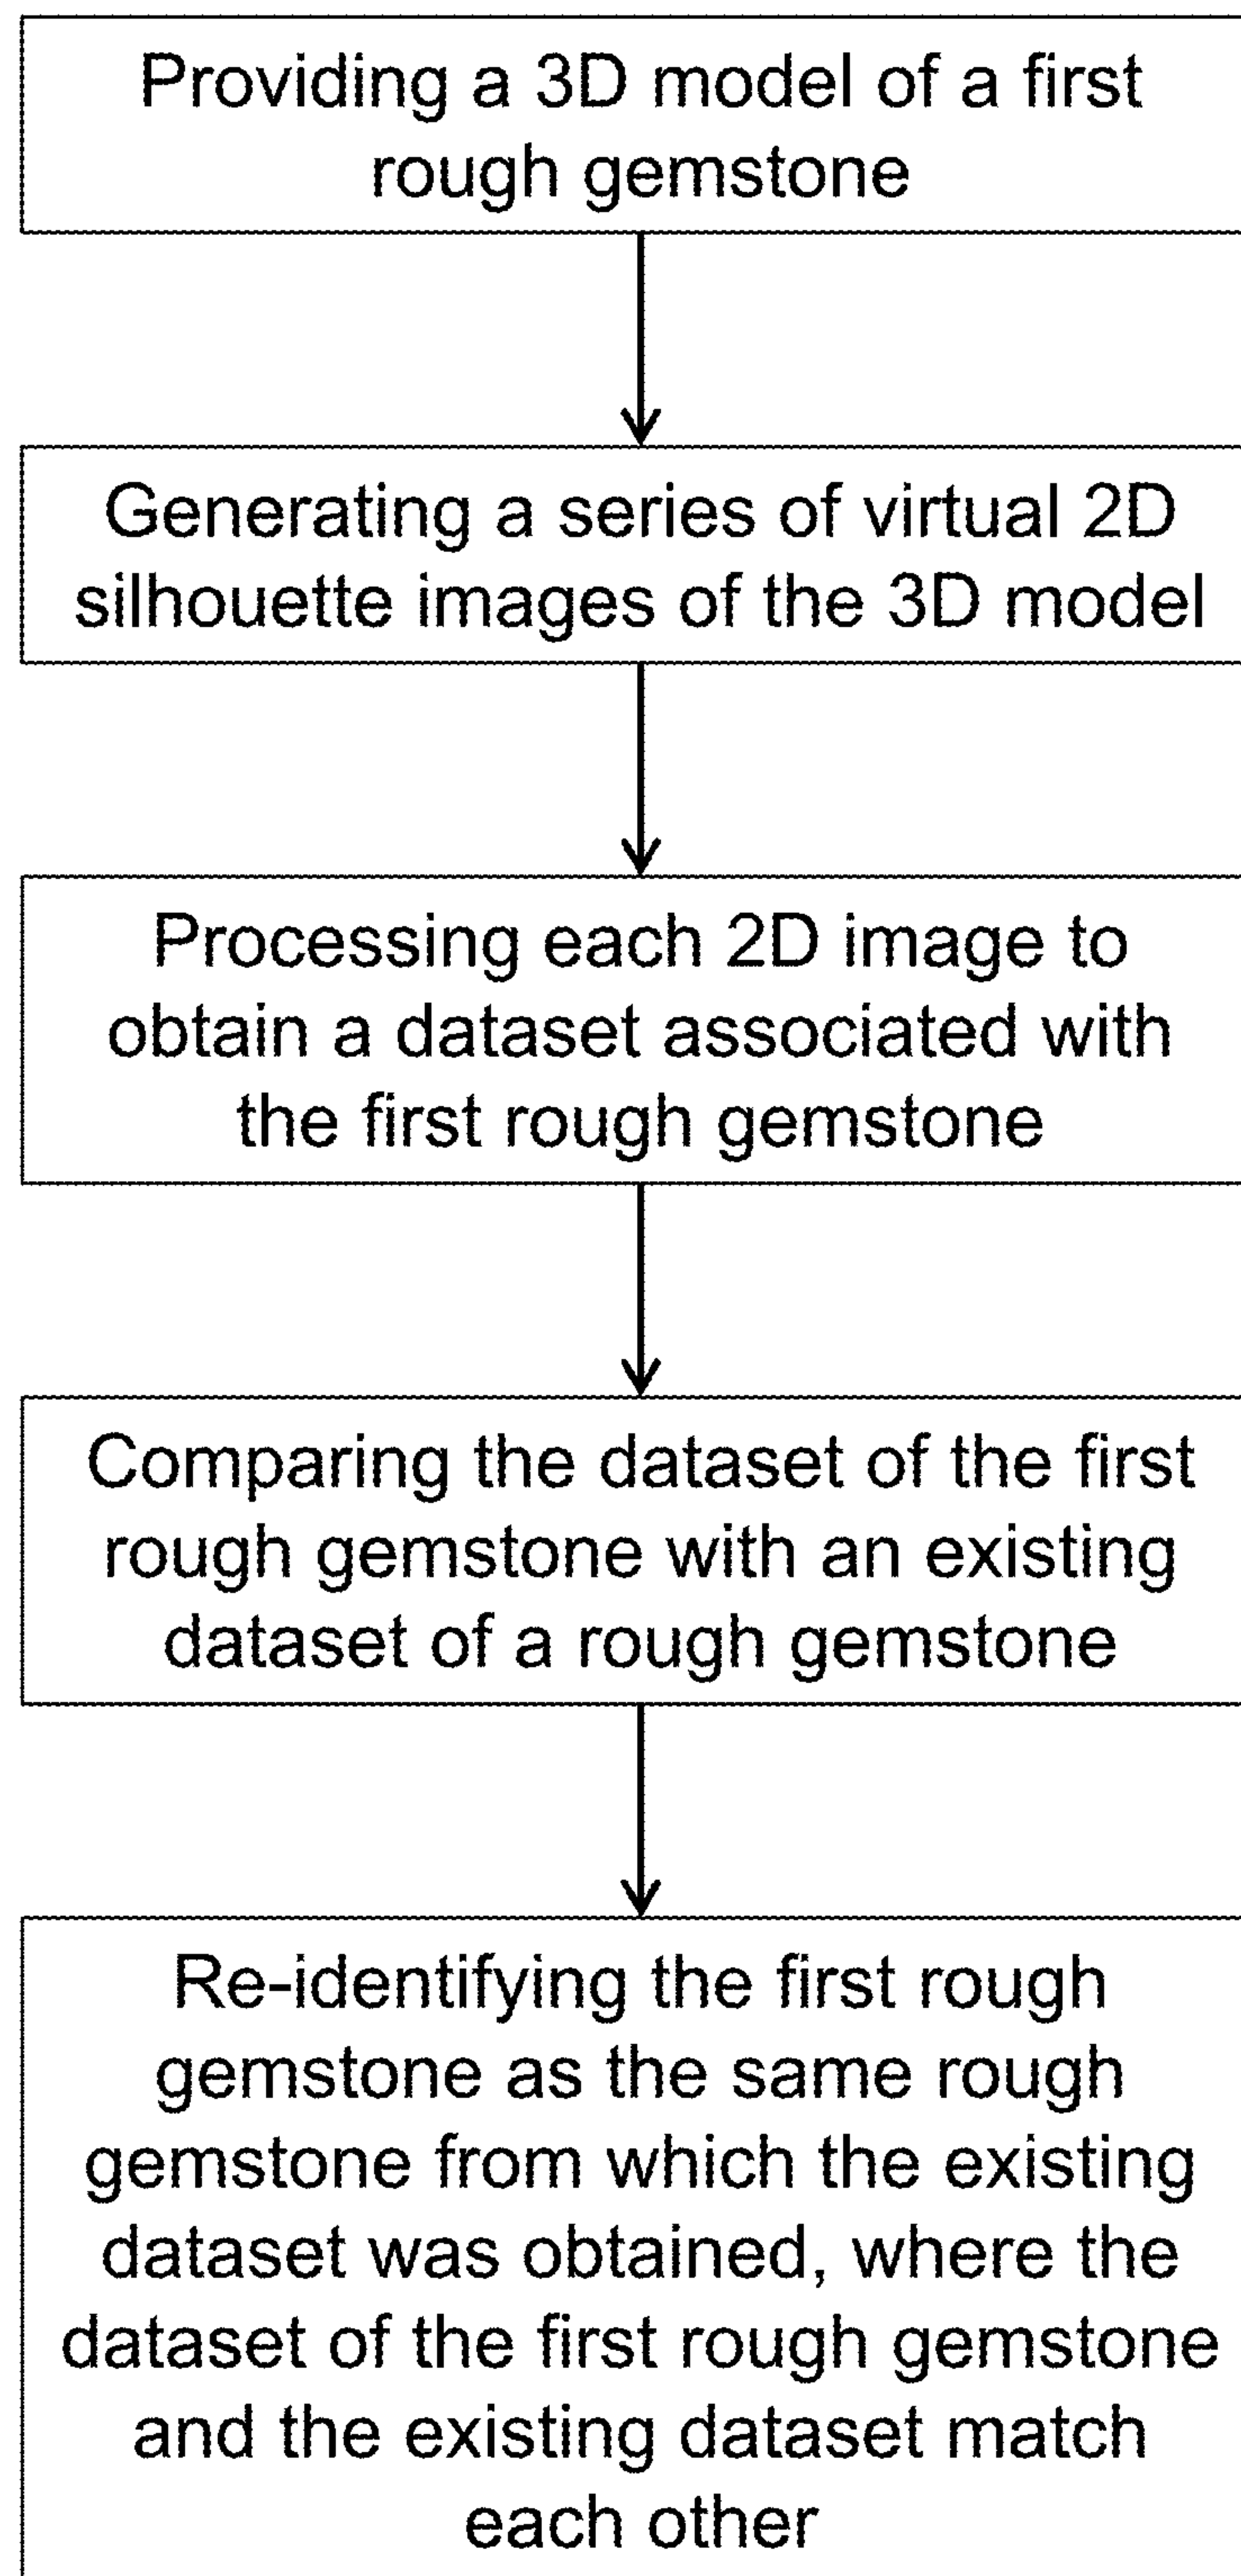 Providing a 3D model of a first
rough gemstone
Generating a series of virtual 2D
silhouette images of the 3D model
Processing each 2D image to
obtain a dataset associated with
the first rough gemstone
Comparing the dataset of the first
rough gemstone with an existing
dataset of a rough gemstone
Re-identifying the first rough
gemstone as the same rough
gemstone from which the existing
dataset was obtained, where the
dataset of the first rough gemstone
and the existing dataset match
each other